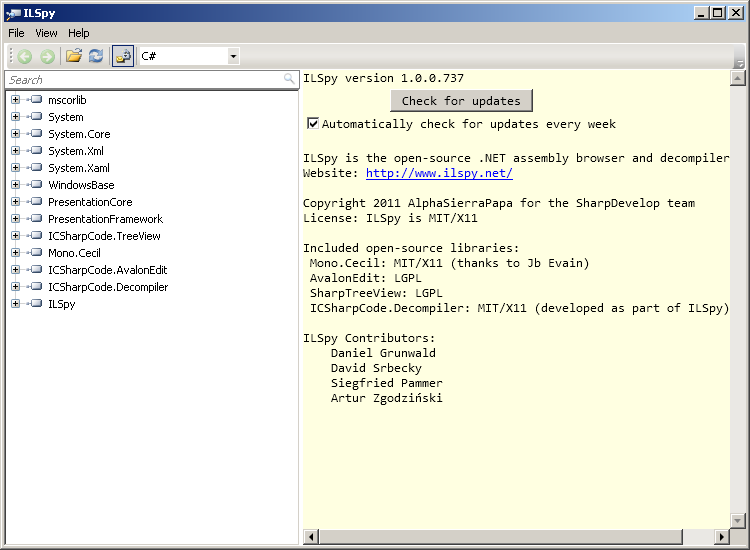 ILSpy
File View Help
C#
Search
mscorlib
System
System.Core
System.Xml
System.Xaml
WindowsBase
PresentationCore
PresentationFramework
ICSharpCode.TreeView
Mono.Cecil
ICSharpCode.AvalonEdit
ICSharpCode.Decompiler
ILSpy
ILSpy version 1.0.0.737
Check for updates
Automatically check for updates every week
ILSpy is the open-source .NET assembly browser and decompiler
Website: http://www.ilspy.net/
Copyright 2011 AlphaSierraPapa for the SharpDevelop team
License: ILSpy is MIT/X11
Included open-source libraries:
Mono.Cecil: MIT/X11 (thanks to Jb Evain)
AvalonEdit: LGPL
SharpTreeView: LGPL
ICSharpCode.Decompiler: MIT/X11 (developed as part of ILSpy)
ILSpy Contributors:
Daniel Grunwald
David Srbecky
Siegfried Pammer
Artur Zgodziński